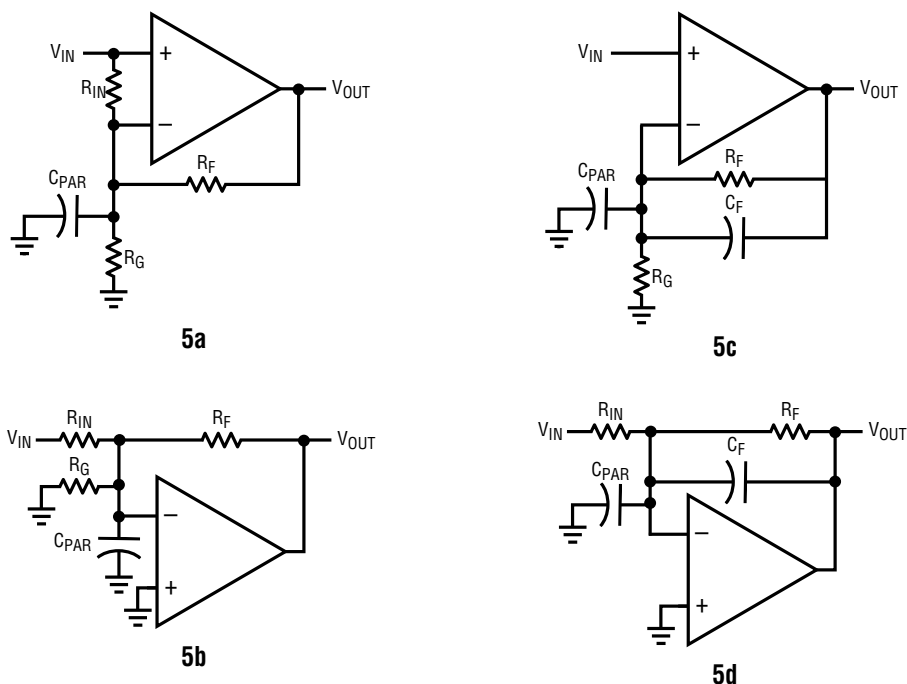 VIN
+
RIN
−
VOUT
RF
CPAR
RG
5a
VIN
+
−
VOUT
RF
CPAR
CF
RG
5c
VIN
RIN
RF
VOUT
RG
−
CPAR
+
5b
VIN
RIN
RF
VOUT
CF
CPAR
−
+
5d